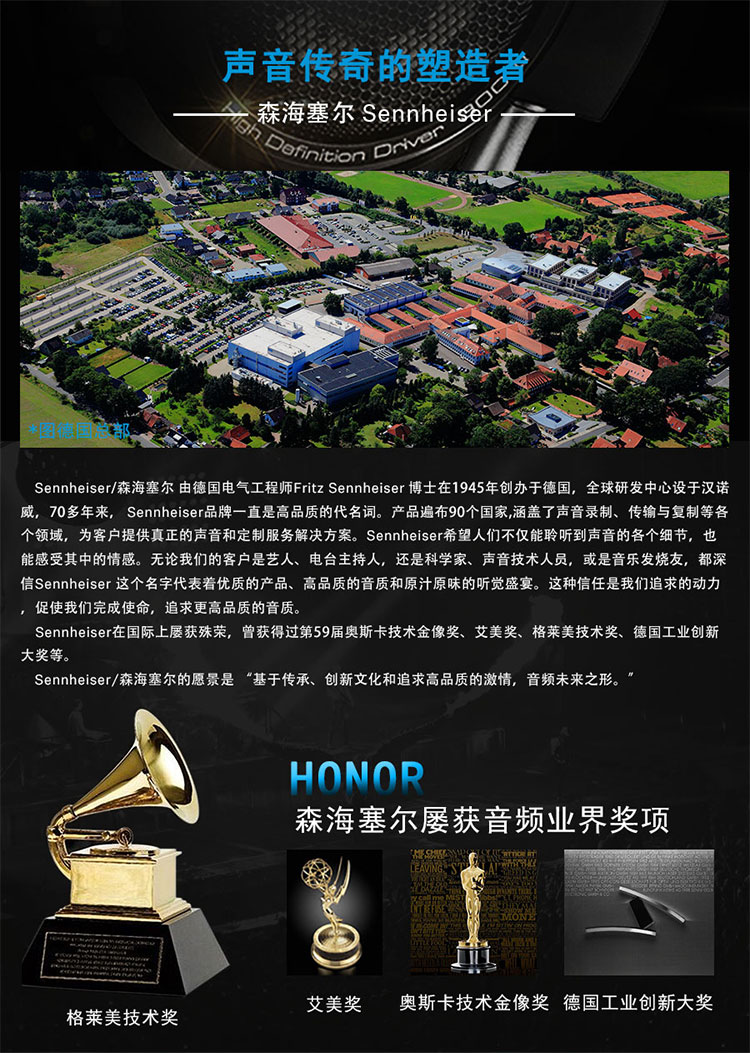 声音传奇的塑造者
森海塞尔 Sennheiser
High Definition Driver
*图德国总部
Sennheiser/森海塞尔 由德国电气工程师Fritz Sennheiser 博士在1945年创办于德国，全球研发中心设于汉诺
威，70多年来， Sennheiser品牌一直是高品质的代名词。产品遍布90个国家,涵盖了声音录制、传输与复制等各
个领域，为客户提供真正的声音和定制服务解决方案。Sennheiser希望人们不仅能聆听到声音的各个细节，也
能感受其中的情感。无论我们的客户是艺人、电台主持人，还是科学家、声音技术人员，或是音乐发烧友，都深
信Sennheiser 这个名字代表着优质的产品、高品质的音质和原汁原味的听觉盛宴。这种信任是我们追求的动力
，促使我们完成使命，追求更高品质的音质。
Sennheiser在国际上屡获殊荣，曾获得过第59届奥斯卡技术金像奖、艾美奖、格莱美技术奖、德国工业创新
大奖等。
Sennheiser/森海塞尔的愿景是 “基于传承、创新文化和追求高品质的激情，音频未来之形。”
HONOR
森海塞尔屡获音频业界奖项
格莱美技术奖
艾美奖
奥斯卡技术金像奖
德国工业创新大奖